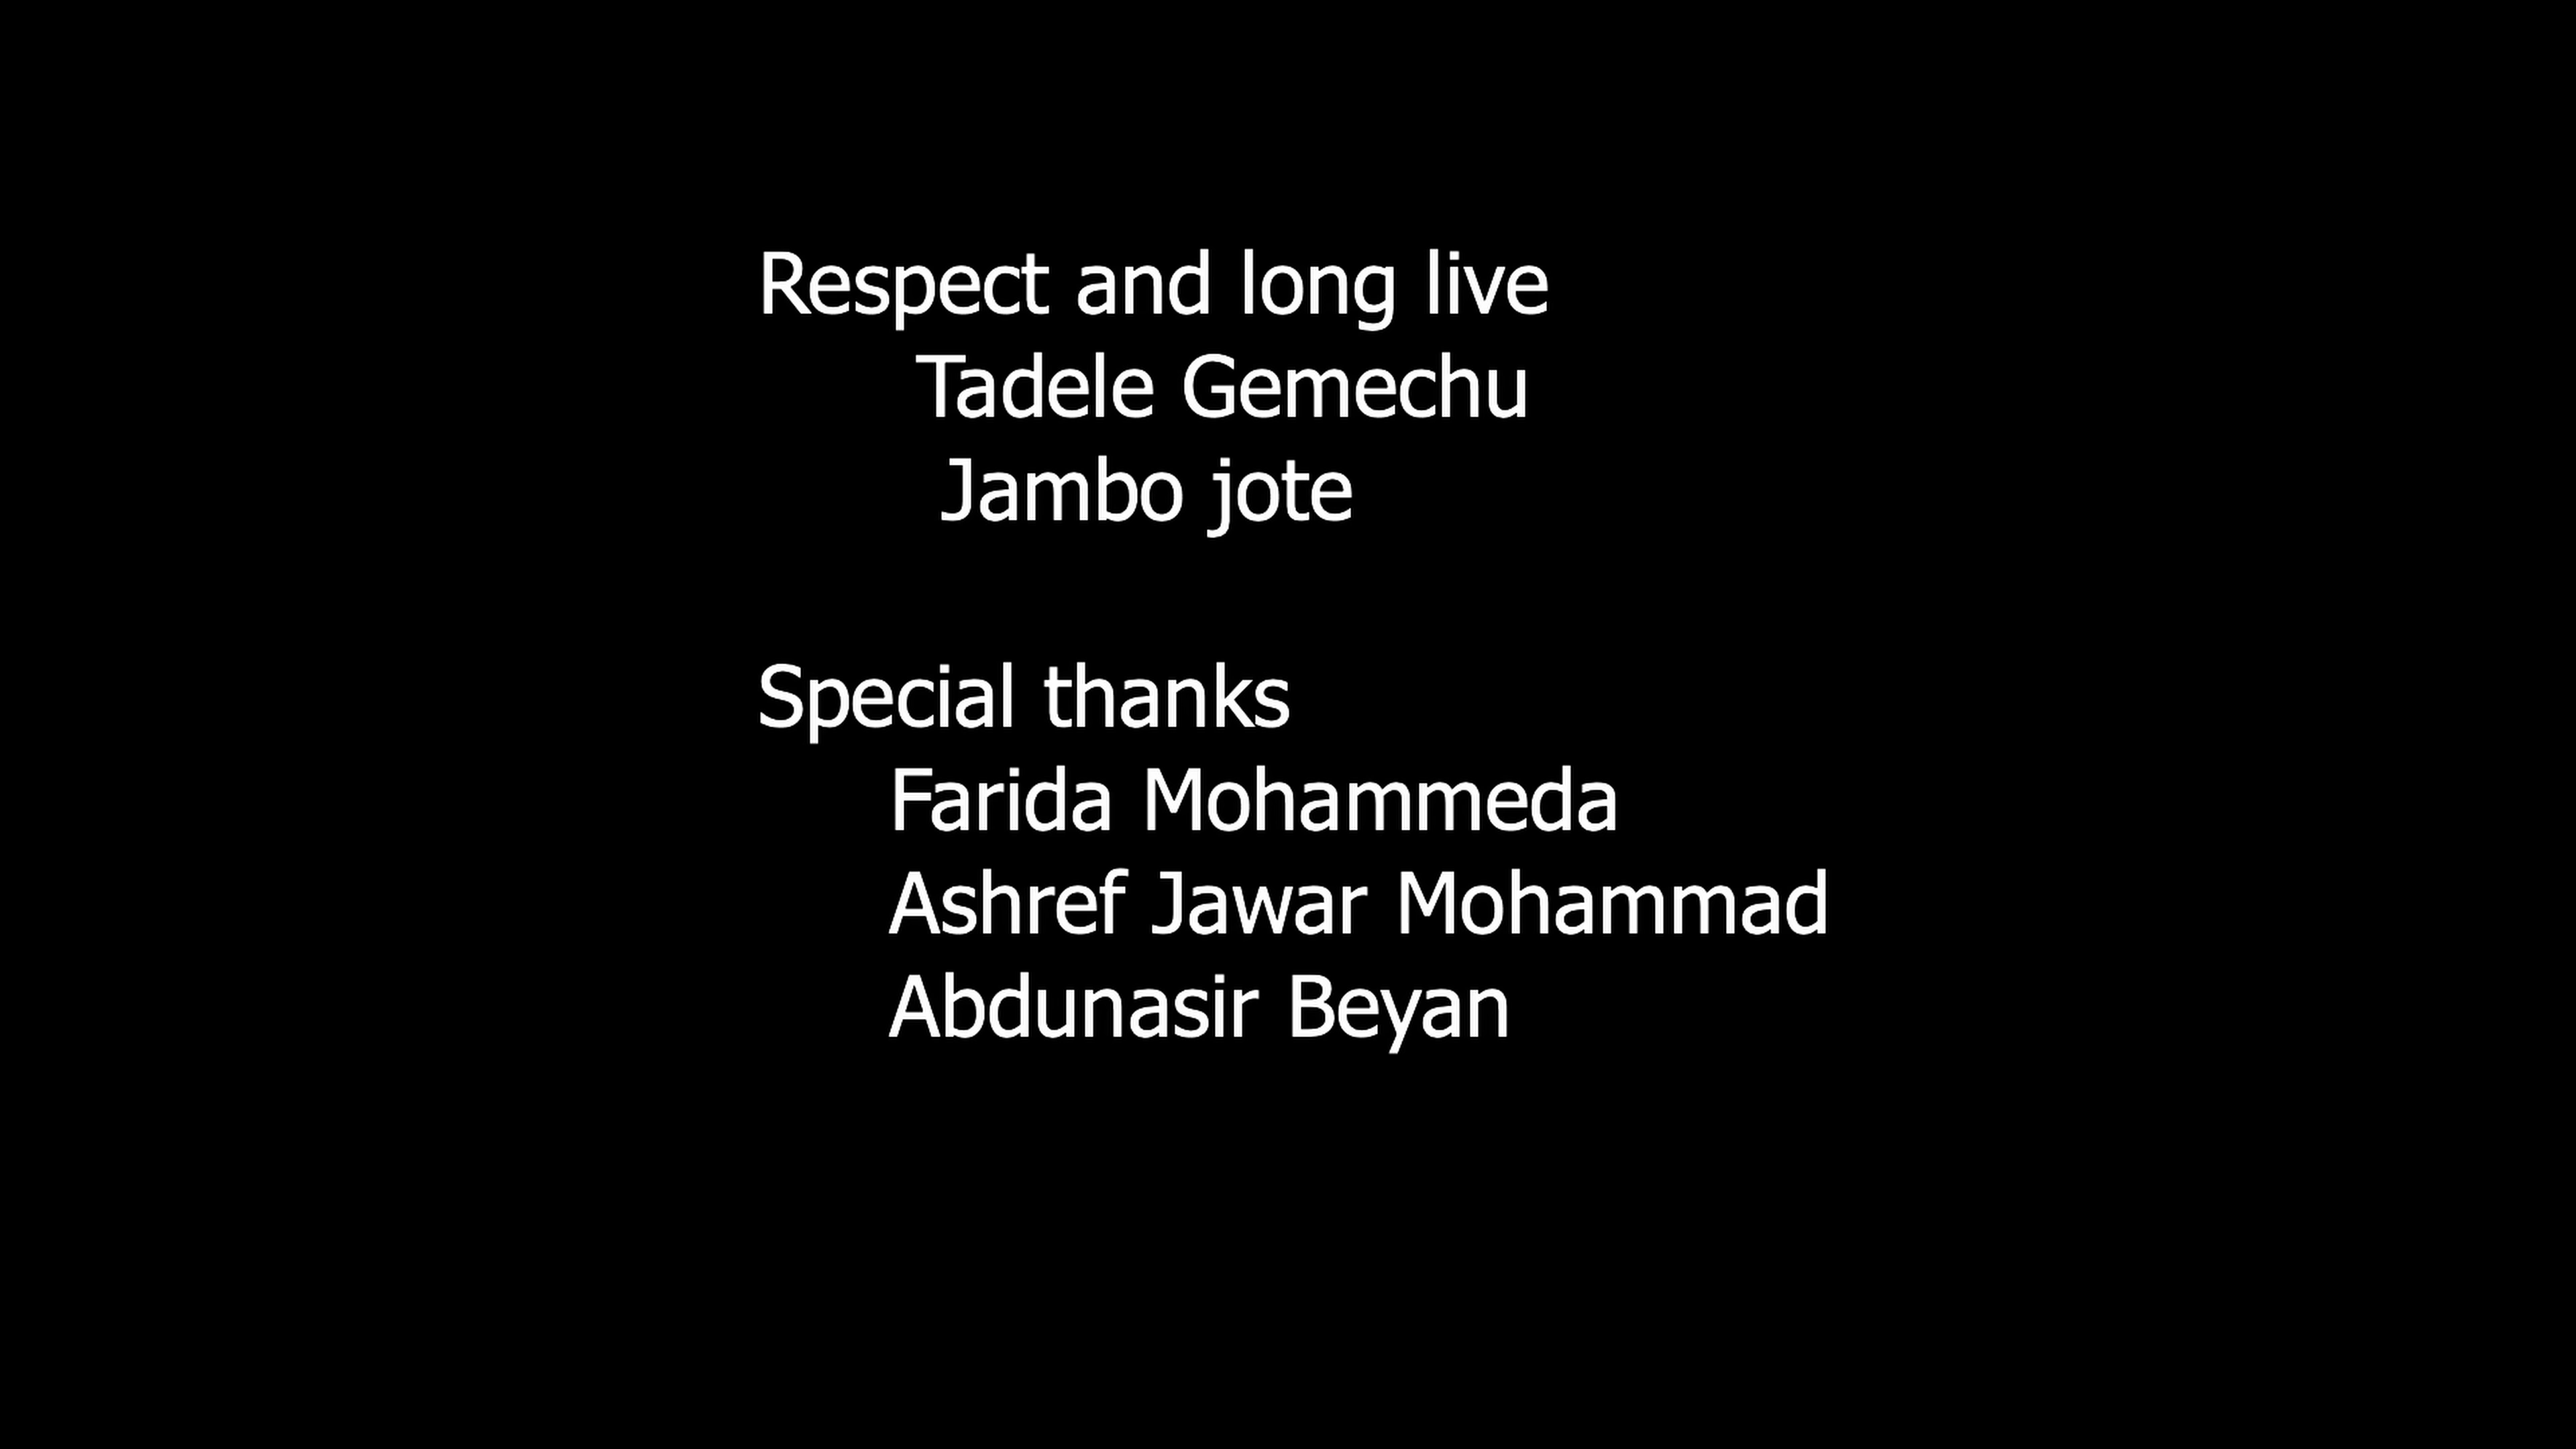 Respect and long live
Tadele Gemechu
Jambo jote
Special thanks
Farida Mohammeda
Ashref Jawar Mohammad
Abdunasir Beyan